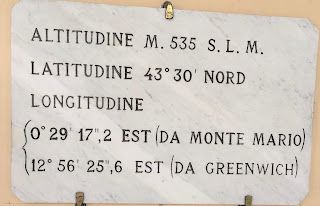 ALTITUDINE M. 535 S. L. M.
LATITUDINE 43° 30' NORD
LONGITUDINE
0° 29' 17",2 EST (DA MONTE MARIO)
12° 56' 25",6 EST (DA GREENWICH)